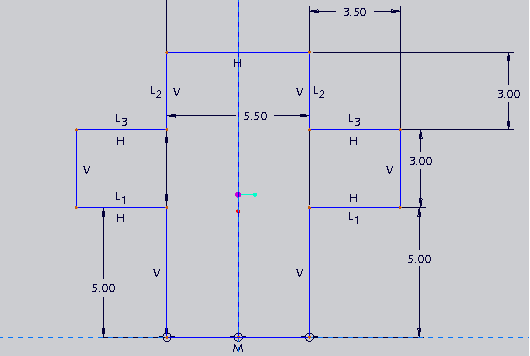 3.50
H
L2 V V L2
3.00
5.50
L3 L3
H H
V V 3.00
L1 H
H L1
V V 5.00
5.00
M